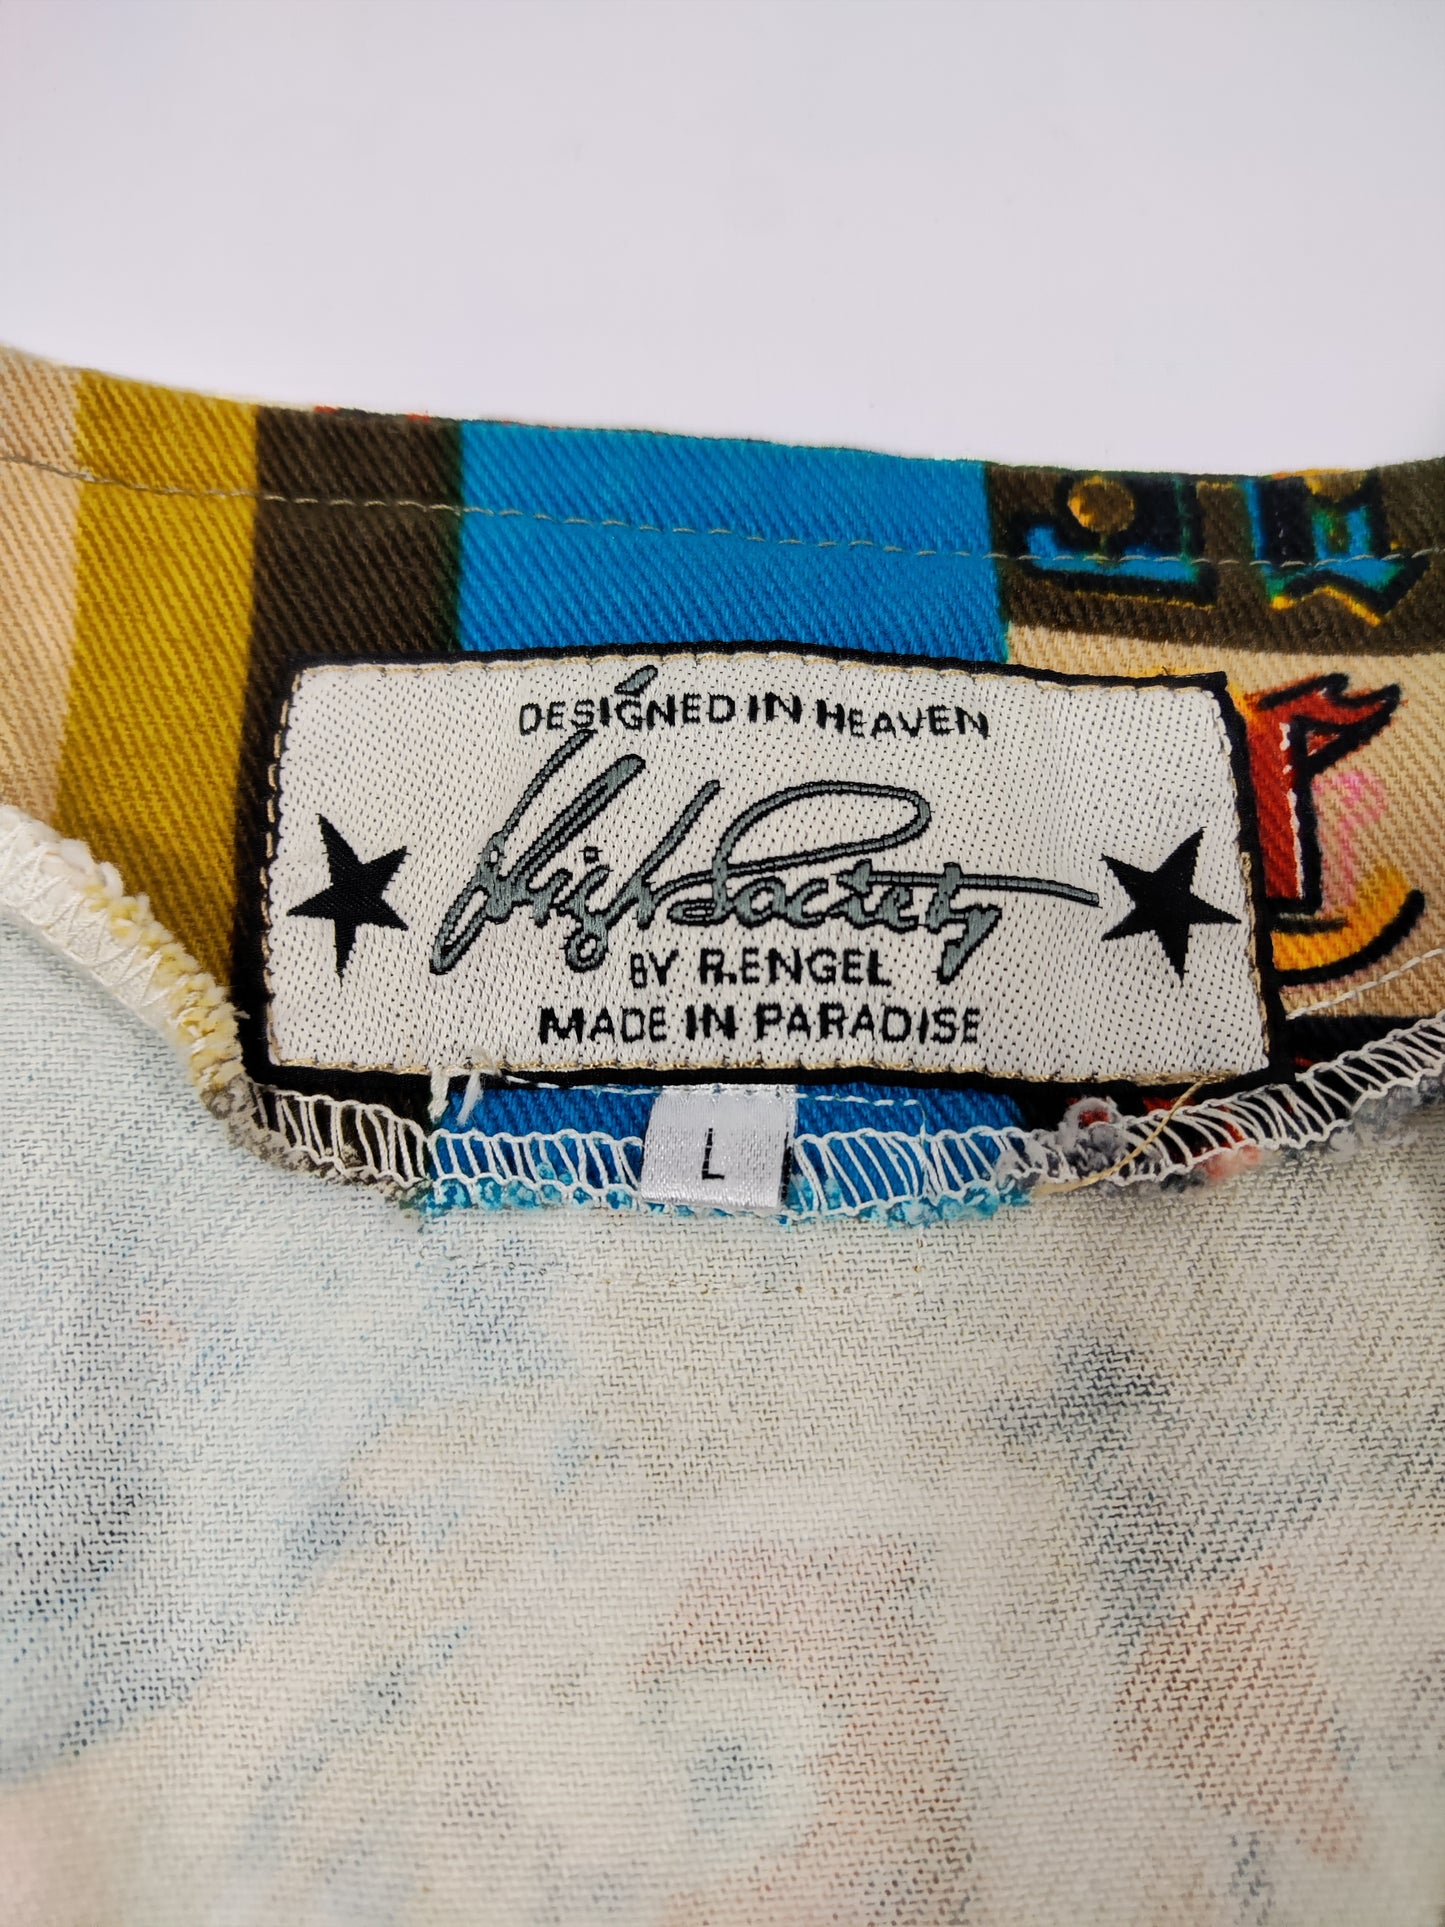 DESIGNED IN HEAVEN
High Society
BY R.ENGEL
MADE IN PARADISE
L